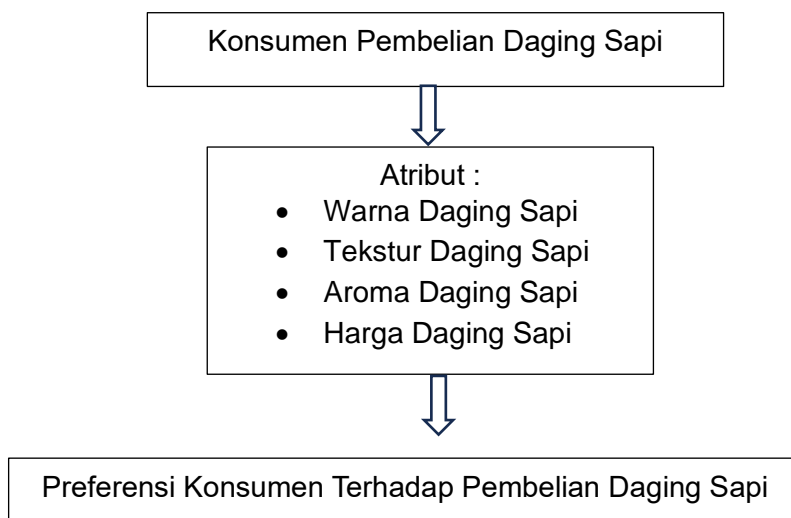 Konsumen Pembelian Daging Sapi
Atribut :
• Warna Daging Sapi
• Tekstur Daging Sapi
• Aroma Daging Sapi
• Harga Daging Sapi
Preferensi Konsumen Terhadap Pembelian Daging Sapi